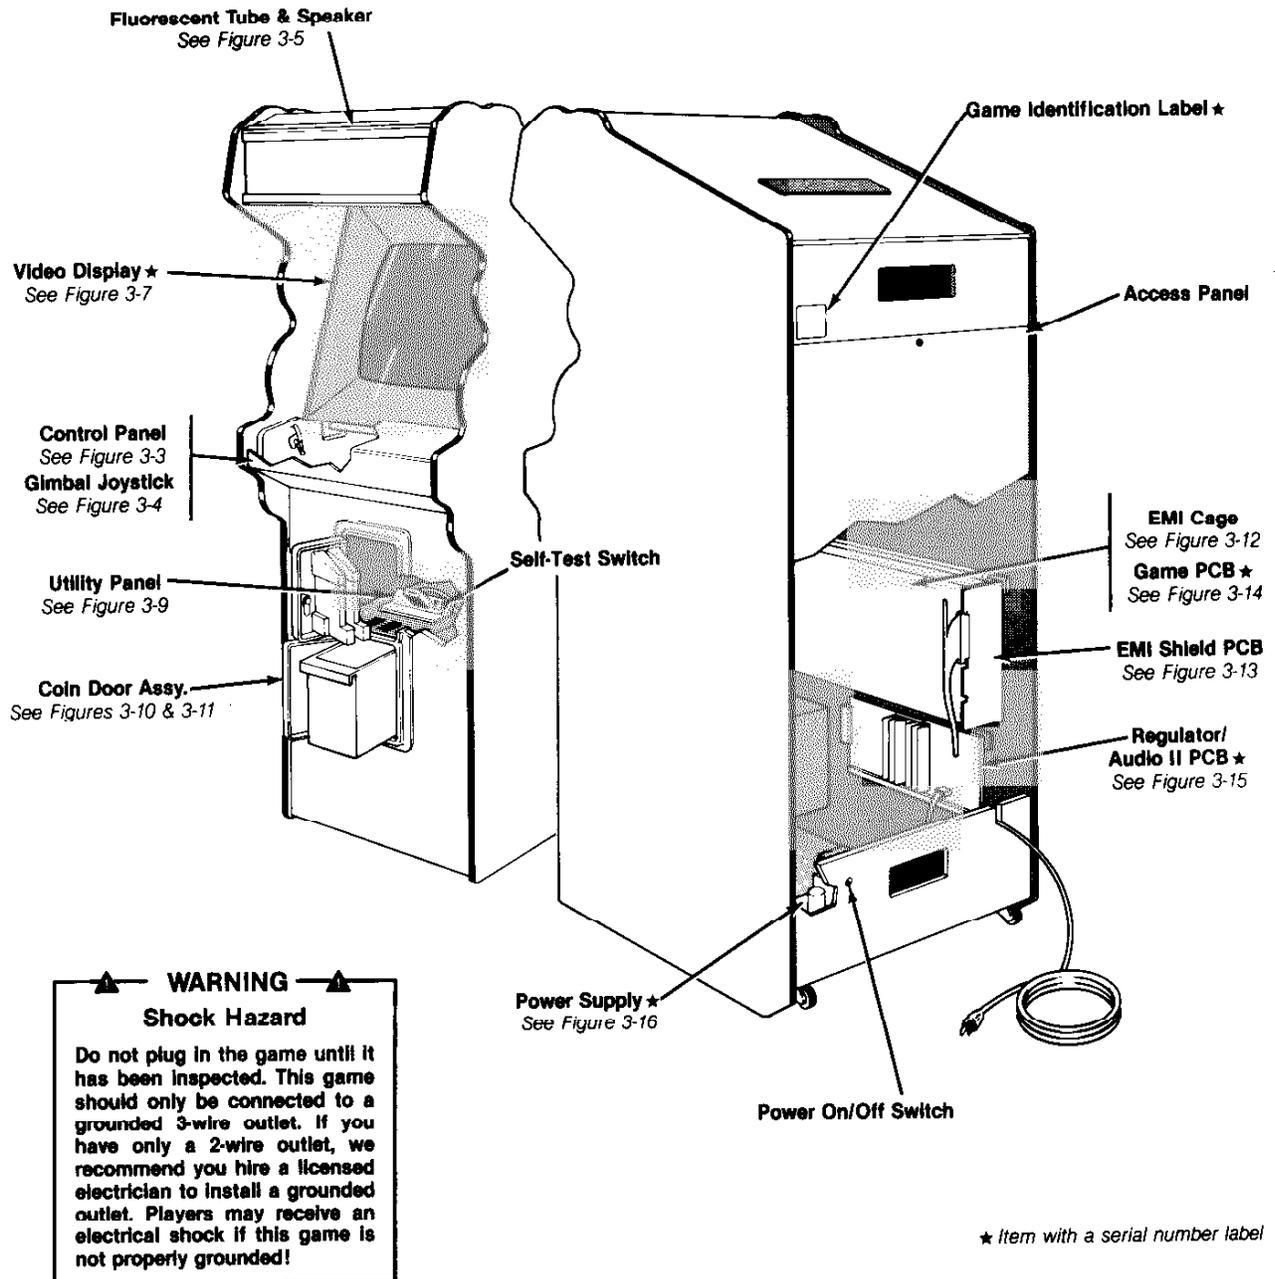 Fluorescent Tube & Speaker
See Figure 3-5
Game Identification Label ★
Video Display ★
See Figure 3-7
Access Panel
Control Panel
See Figure 3-3
Gimbal Joystick
See Figure 3-4
EMI Cage
See Figure 3-12
Game PCB ★
See Figure 3-14
Self-Test Switch
Utility Panel
See Figure 3-9
EMI Shield PCB
See Figure 3-13
Coin Door Assy.
See Figures 3-10 & 3-11
Regulator/
Audio II PCB ★
See Figure 3-15
Power Supply ★
See Figure 3-16
Power On/Off Switch
WARNING
Shock Hazard
Do not plug in the game until it
has been inspected. This game
should only be connected to a
grounded 3-wire outlet. If you
have only a 2-wire outlet, we
recommend you hire a licensed
electrician to install a grounded
outlet. Players may receive an
electrical shock if this game is
not properly grounded!
★ Item with a serial number label